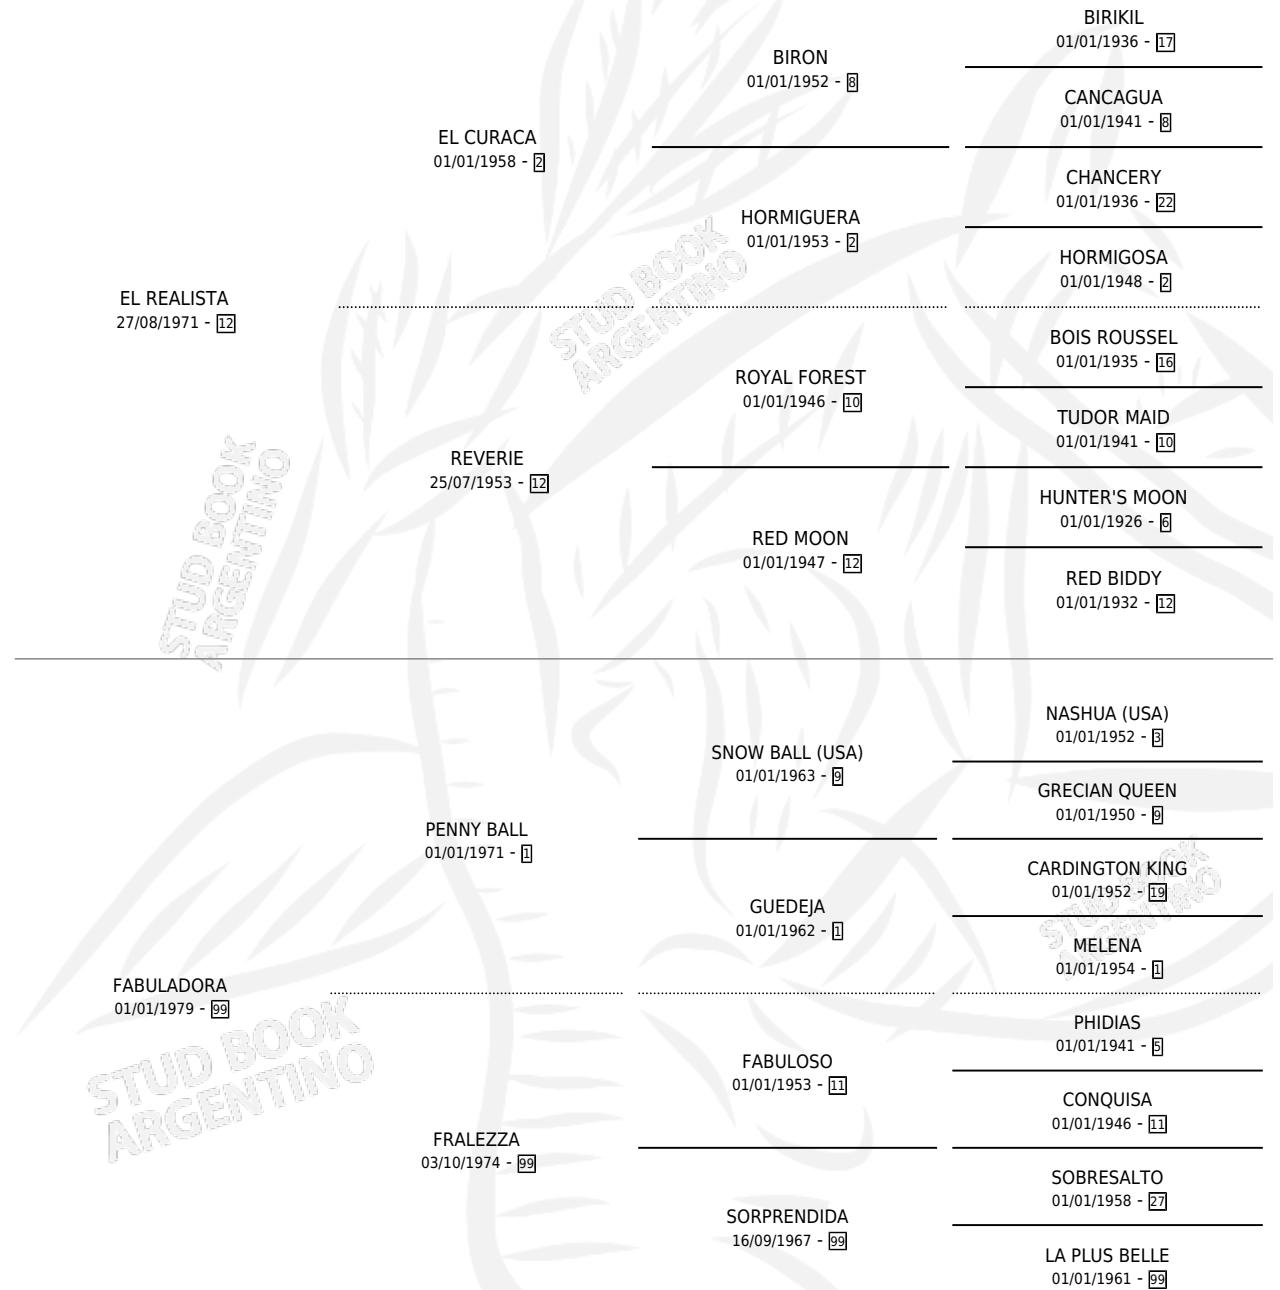 BIRIKIL
01/01/1936 - 17
BIRON
01/01/1952 - 8
CANCAGUA
01/01/1941 - 8
EL CURACA
01/01/1958 - 2
CHANCERY
01/01/1936 - 22
HORMIGUERA
01/01/1953 - 2
HORMIGOSA
01/01/1948 - 2
EL REALISTA
27/08/1971 - 12
BOIS ROUSSEL
01/01/1935 - 16
ROYAL FOREST
01/01/1946 - 10
TUDOR MAID
01/01/1941 - 10
REVERIE
25/07/1953 - 12
HUNTER'S MOON
01/01/1926 - 6
RED MOON
01/01/1947 - 12
RED BIDDY
01/01/1932 - 12
NASHUA (USA)
01/01/1952 - 3
SNOW BALL (USA)
01/01/1963 - 9
GRECIAN QUEEN
01/01/1950 - 9
PENNY BALL
01/01/1971 - 1
CARDINGTON KING
01/01/1952 - 19
GUEDEJA
01/01/1962 - 1
MELENA
01/01/1954 - 1
FABULADORA
01/01/1979 - 99
PHIDIAS
01/01/1941 - 5
FABULOSO
01/01/1953 - 11
CONQUISA
01/01/1946 - 11
FRALEZZA
03/10/1974 - 99
SOBRESALTO
01/01/1958 - 27
SORPRENDIDA
16/09/1967 - 99
LA PLUS BELLE
01/01/1961 - 99
STUD BOOK
ARGENTINO
STUD BOOK
ARGENTINO
STUD BOOK
ARGENTINO
STUD BOOK
ARGENTINO